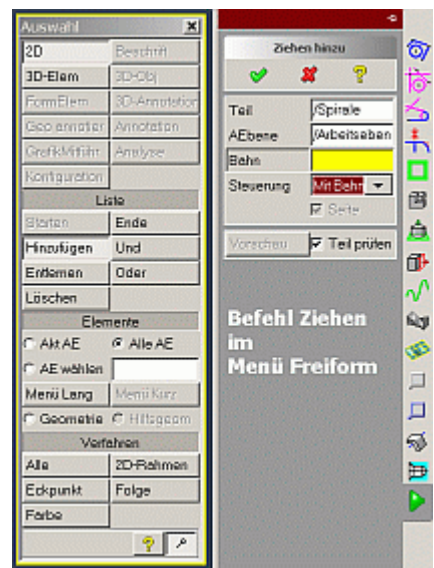 Auswahl
2D
Beschrift
3D-Elem
3D-Obj
FormElem
3D-Annotation
Geo annotier
Annotation
GrafikMitführ
Analyse
Konfiguration
Liste
Starten
Ende
Hinzufügen
Und
Entfernen
Oder
Löschen
Elemente
Akt AE
Alle AE
AE wählen
Menü Lang
Menü Kurz
Geometrie
Hilfsgeom
Verfahren
Alle
2D-Rahmen
Eckpunkt
Folge
Farbe
Ziehen hinzu
Teil
/Spirale
AEbene
/Arbeitseben
Bahn
Steuerung
Mit Bahn
Seite
Vorschau
Teil prüfen
Befehl Ziehen
im
Menü Freiform